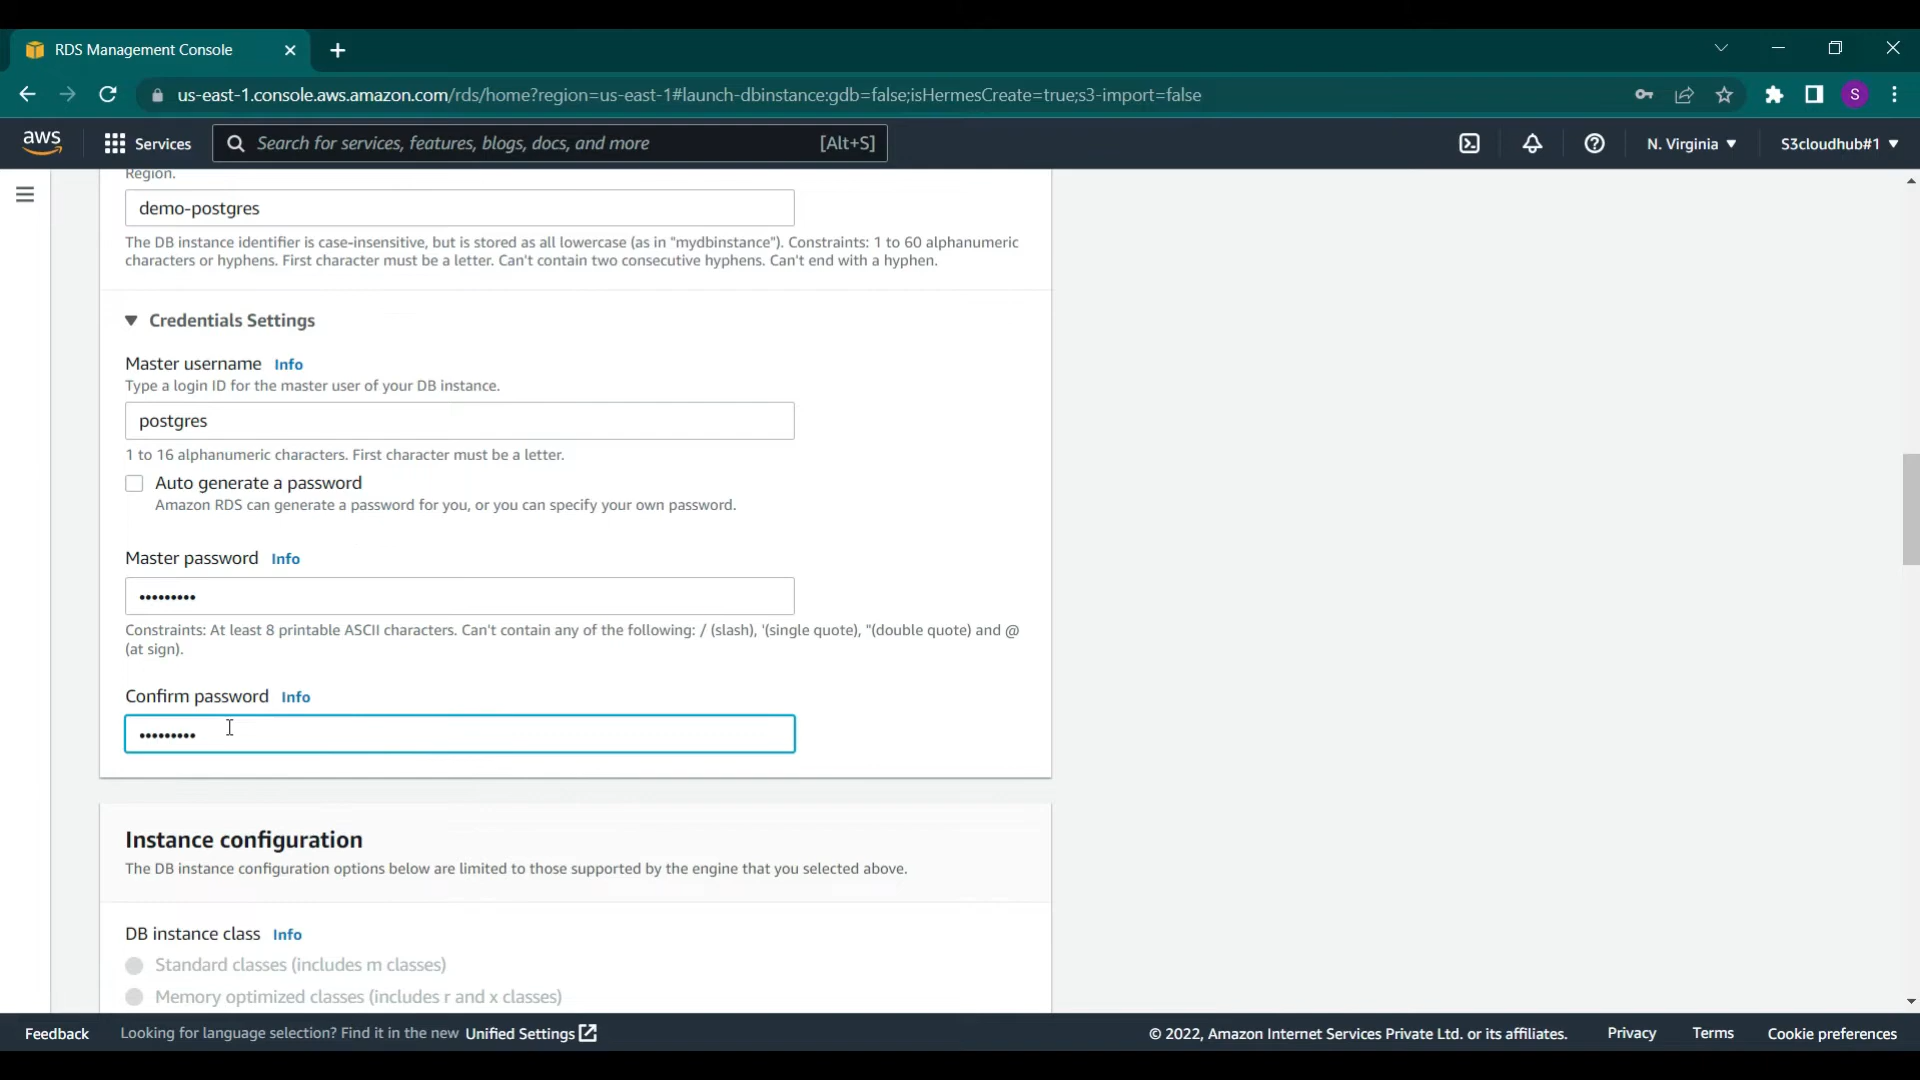 RDS Management Console
us-east-1.console.aws.amazon.com/rds/home?region=us-east-1#launch-dbinstance:gdb=false;isHermesCreate=true;s3-import=false
S
aws
Services
Search for services, features, blogs, docs, and more
[Alt+S]
N. Virginia
S3cloudhub#1
Region.
demo-postgres
The DB instance identifier is case-insensitive, but is stored as all lowercase (as in "mydbinstance"). Constraints: 1 to 60 alphanumeric
characters or hyphens. First character must be a letter. Can't contain two consecutive hyphens. Can't end with a hyphen.
Credentials Settings
Master username Info
Type a login ID for the master user of your DB instance.
postgres
1 to 16 alphanumeric characters. First character must be a letter.
Auto generate a password
Amazon RDS can generate a password for you, or you can specify your own password.
Master password Info
•••••••••
Constraints: At least 8 printable ASCII characters. Can't contain any of the following: / (slash), '(single quote), "(double quote) and @
(at sign).
Confirm password Info
•••••••••
Instance configuration
The DB instance configuration options below are limited to those supported by the engine that you selected above.
DB instance class Info
Standard classes (includes m classes)
Memory optimized classes (includes r and x classes)
Feedback
Looking for language selection? Find it in the new Unified Settings
© 2022, Amazon Internet Services Private Ltd. or its affiliates.
Privacy
Terms
Cookie preferences